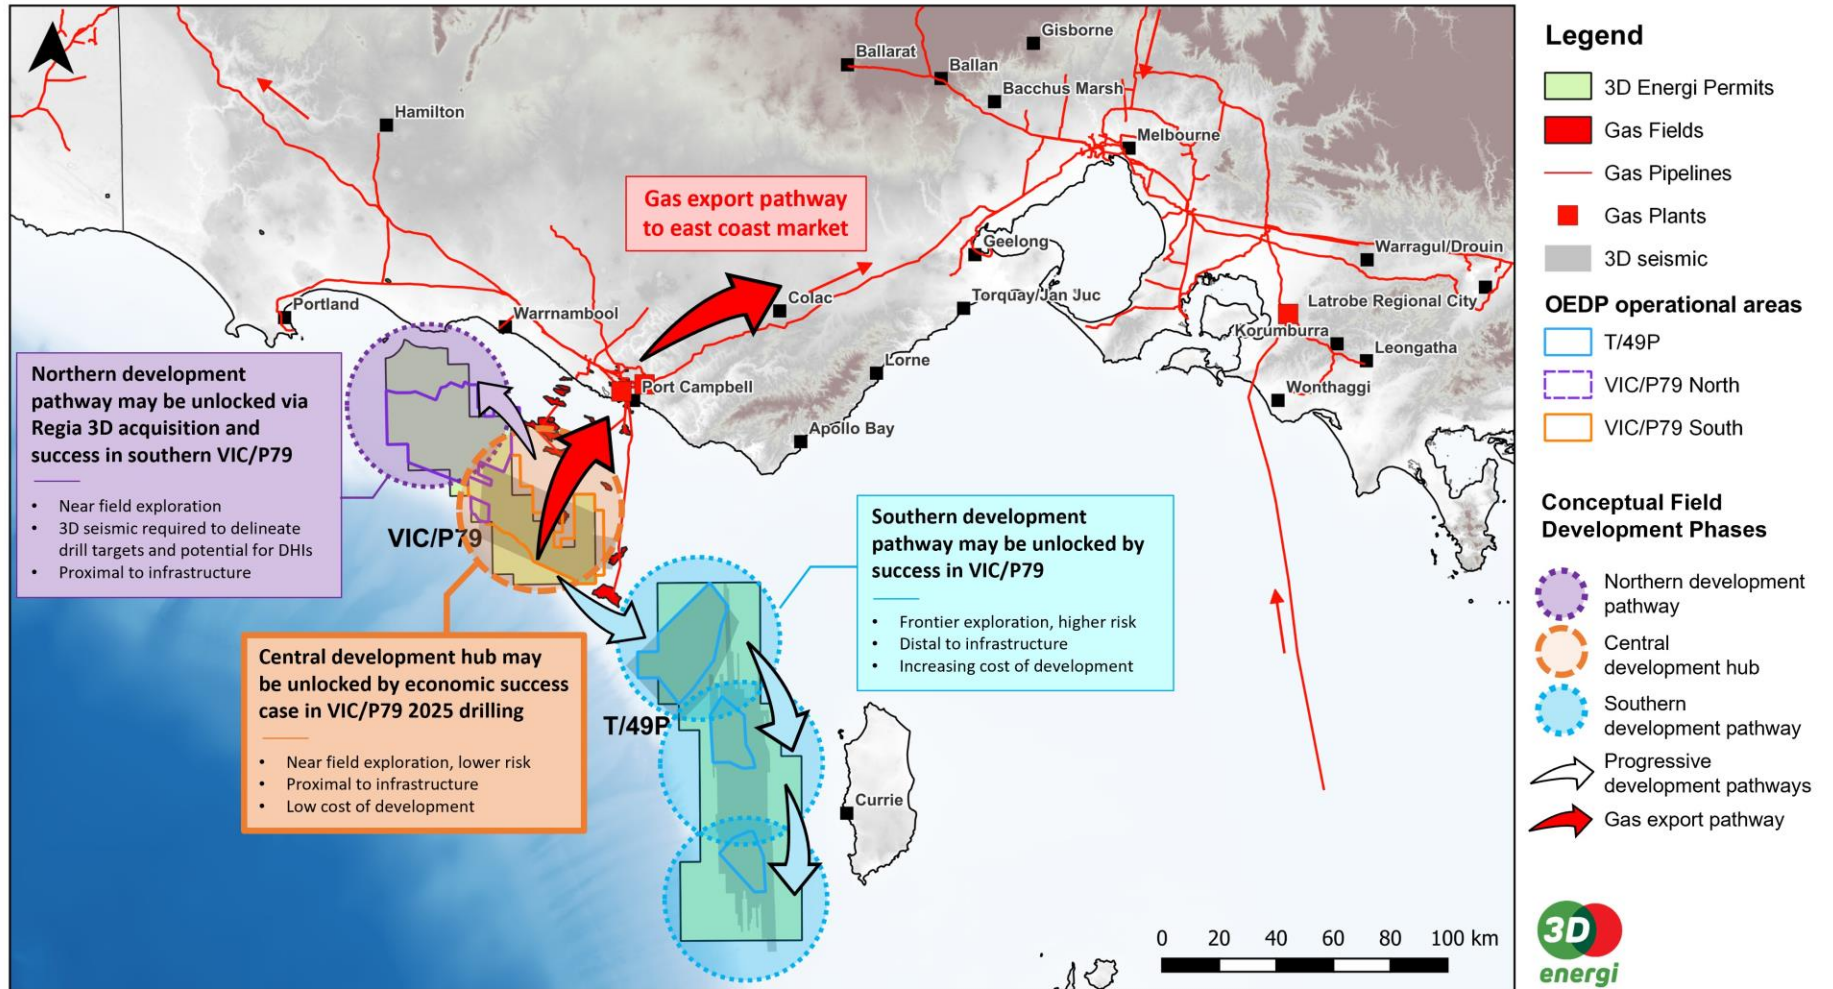 Gisborne
Ballarat
Ballan
Bacchus Marsh
Hamilton
Melbourne
Gas export pathway
to east coast market
Geelong
Warragul/Drouin
Colac
Torquay/Jan Juc
Latrobe Regional City
Portland
Warrnambool
Korumburra
Leongatha
Lorne
Port Campbell
Wonthaggi
Apollo Bay
Northern development
pathway may be unlocked via
Regia 3D acquisition and
success in southern VIC/P79
• Near field exploration
• 3D seismic required to delineate
drill targets and potential for DHIs
• Proximal to infrastructure
VIC/P79
Southern development
pathway may be unlocked by
success in VIC/P79
• Frontier exploration, higher risk
• Distal to infrastructure
• Increasing cost of development
Central development hub may
be unlocked by economic success
case in VIC/P79 2025 drilling
• Near field exploration, lower risk
• Proximal to infrastructure
• Low cost of development
T/49P
Currie
0 20 40 60 80 100 km
Legend
3D Energi Permits
Gas Fields
Gas Pipelines
Gas Plants
3D seismic
OEDP operational areas
T/49P
VIC/P79 North
VIC/P79 South
Conceptual Field
Development Phases
Northern development
pathway
Central
development hub
Southern
development pathway
Progressive
development pathways
Gas export pathway
3D
energi